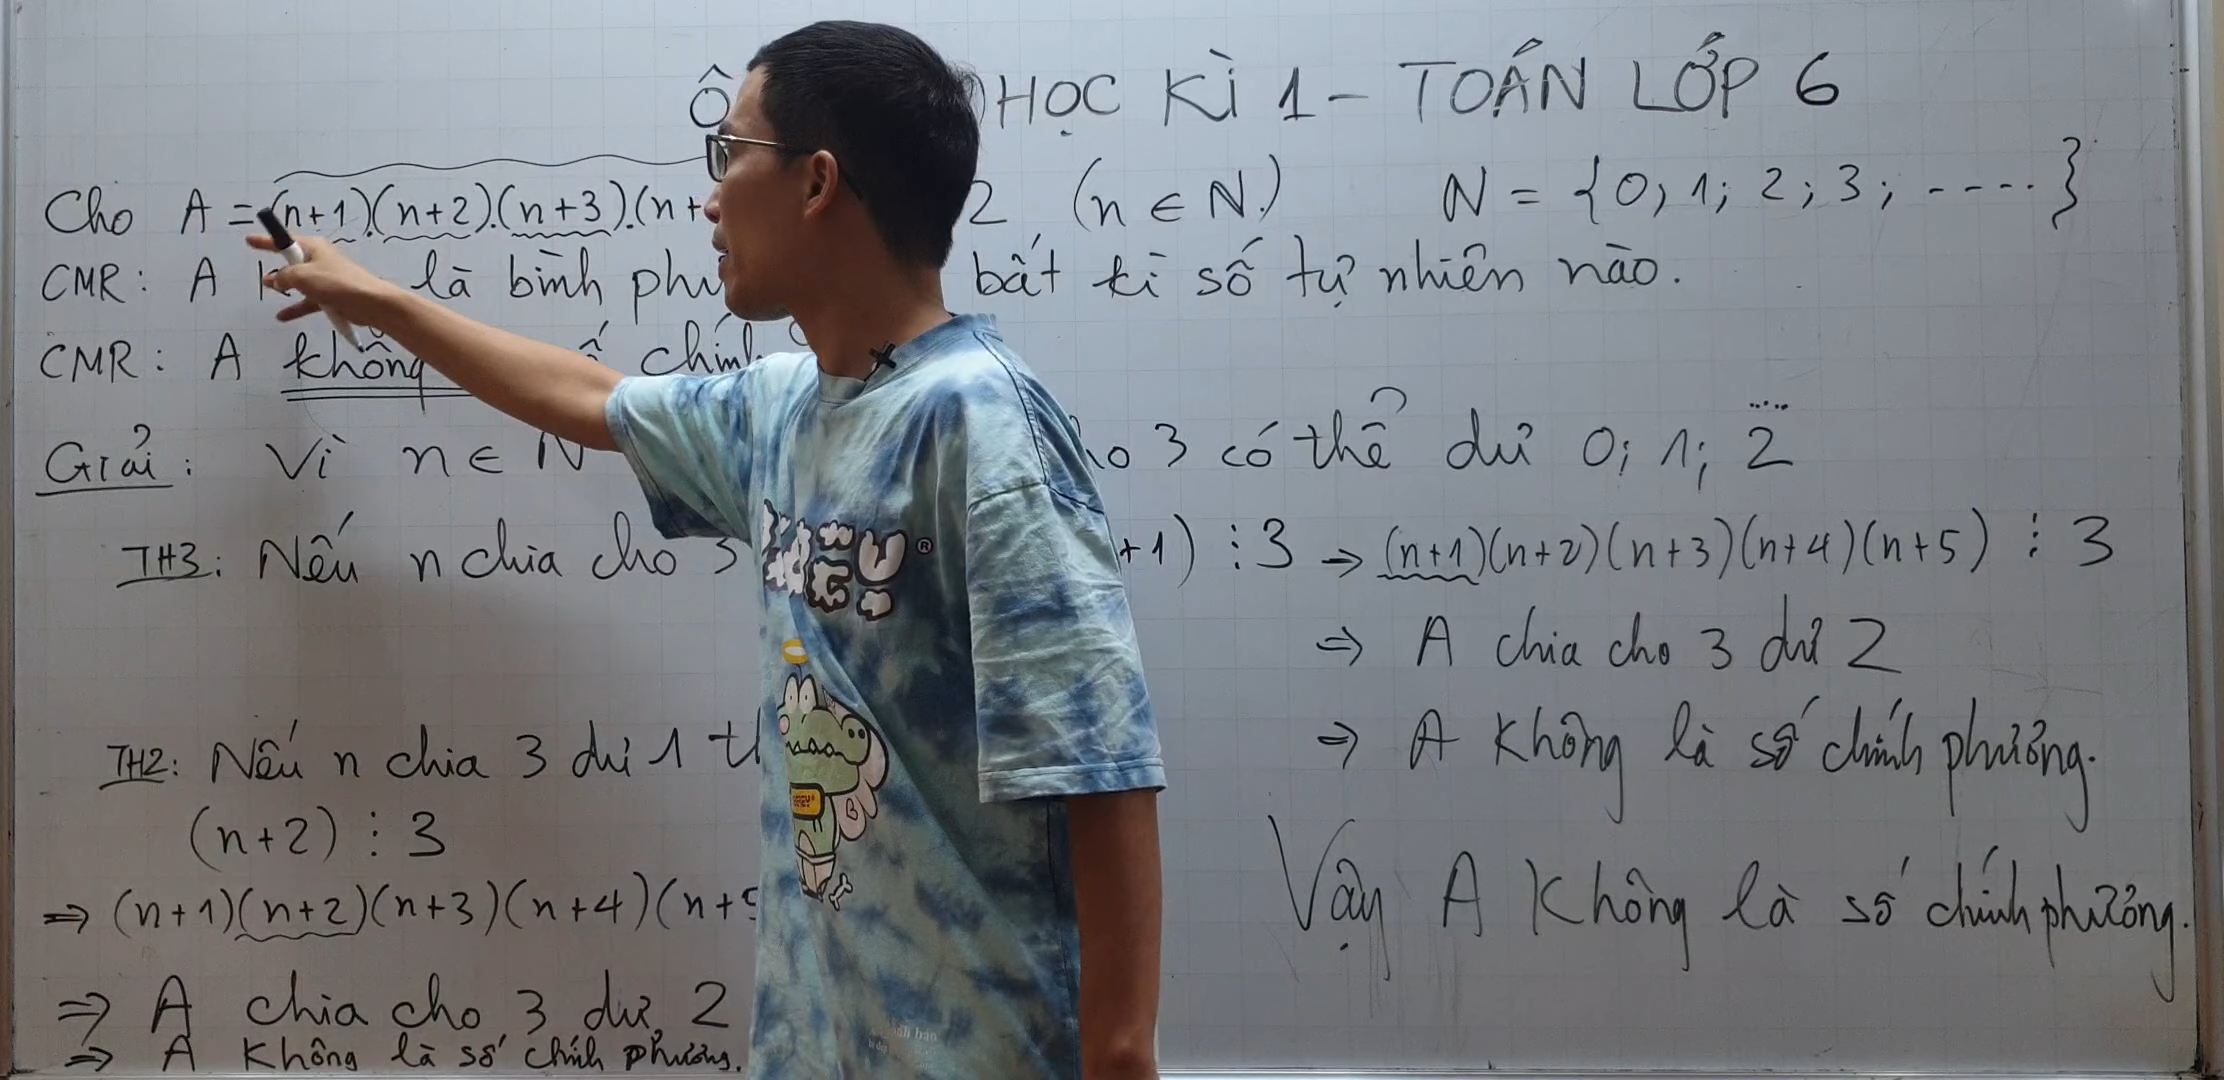 Ô HỌC KÌ 1 - TOÁN LỚP 6
Cho A = (n+1)(n+2).(n+3).(n+ 2 (n ∈ N) N = {0; 1; 2; 3; ----}
CMR: A là bình bất kì số tự nhiên nào.
CMR: A không
Giải: Vì n ∈ N 3 có thể dư 0; 1; 2
TH3: Nếu n chia cho 3 +1) ⋮ 3 → (n+1)(n+2)(n+3)(n+4)(n+5) ⋮ 3
⇒ A chia cho 3 dư 2
⇒ A không là số chính phương.
TH2: Nếu n chia 3 dư 1
(n+2) ⋮ 3
⇒ (n+1)(n+2)(n+3)(n+4)(n+5
Vậy A không là số chính phương.
⇒ A chia cho 3 dư 2
⇒ A không là số chính phương.